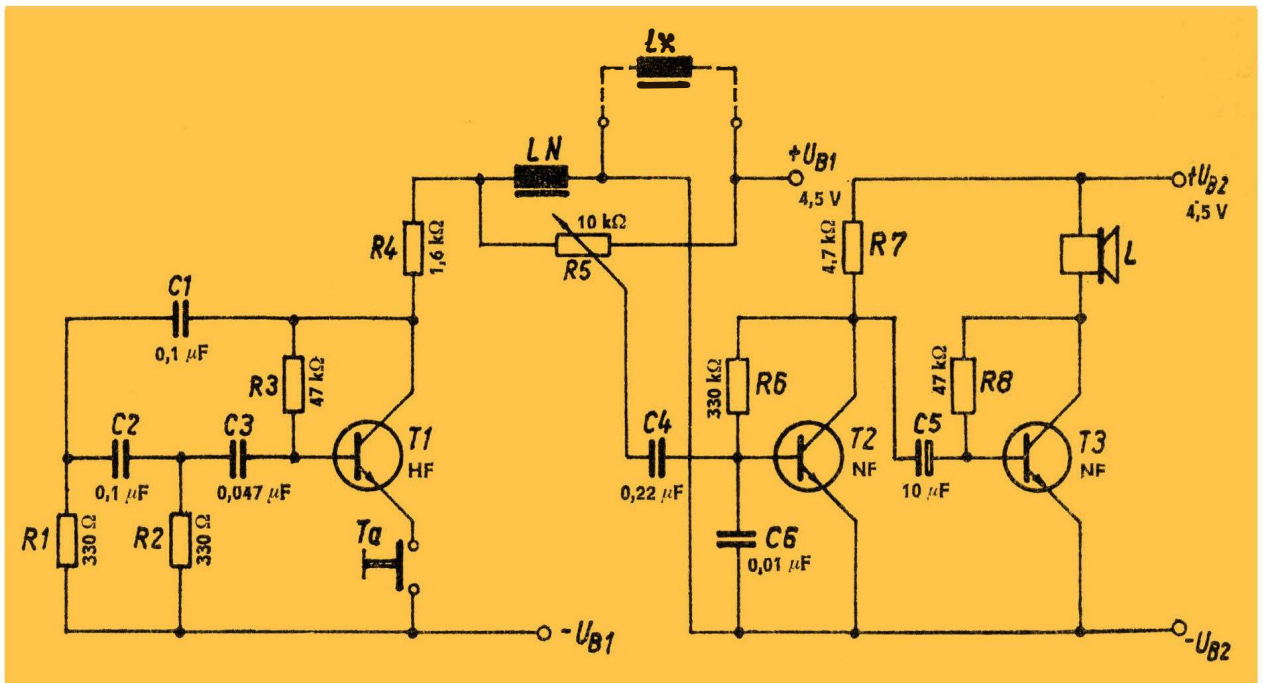 L✻
LN
+UB1
4,5 V
+UB2
4,5 V
10 kΩ
R5
R4
1,6 kΩ
4,7 kΩ
R7
L
C1
0,1 μF
R3
47 kΩ
330 kΩ
R6
47 kΩ
R8
C2
0,1 μF
C3
0,047 μF
T1
HF
C4
0,22 μF
T2
NF
C5
10 μF
T3
NF
R1
330 Ω
R2
330 Ω
Ta
C6
0,01 μF
-UB1
-UB2